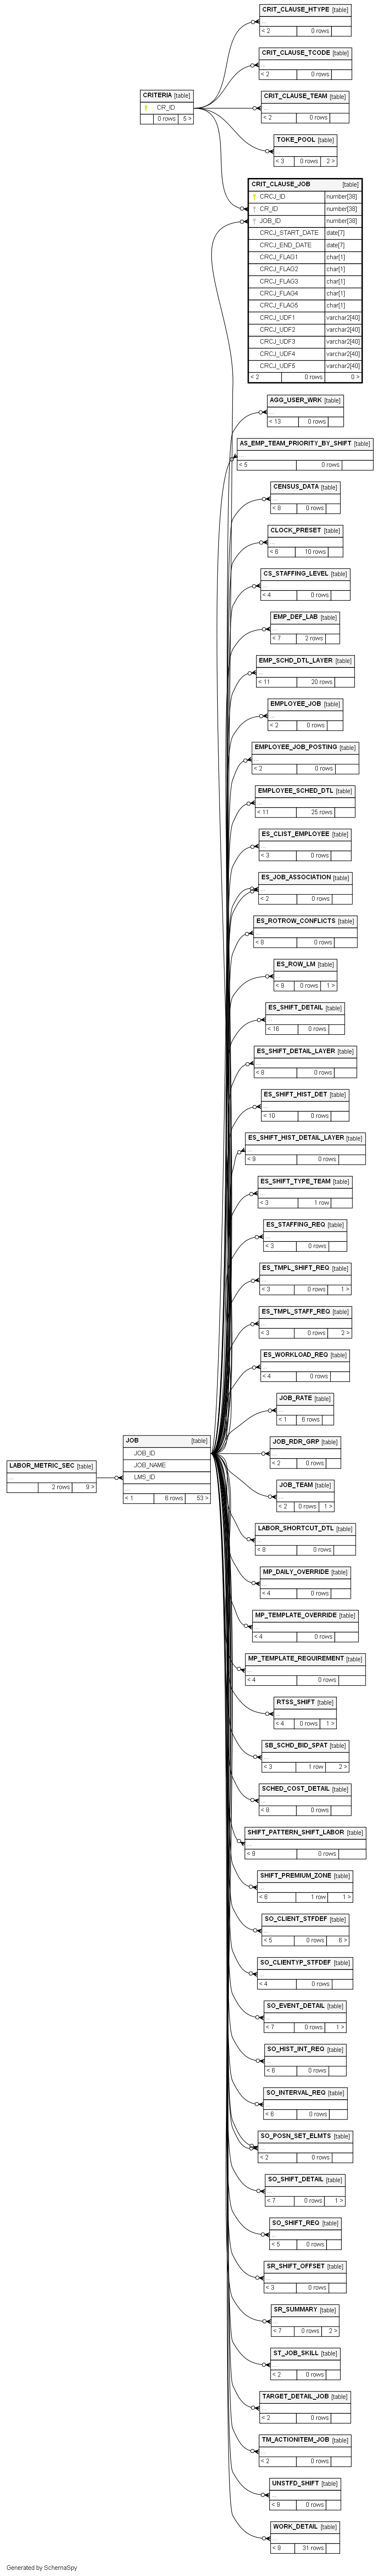 CRIT_CLAUSE_HTYPE [table]
...
< 2 0 rows
CRIT_CLAUSE_TCODE [table]
...
< 2 0 rows
CRITERIA [table]
CR_ID
0 rows 5 >
CRIT_CLAUSE_TEAM [table]
...
< 2 0 rows
TOKE_POOL [table]
...
< 3 0 rows 2 >
CRIT_CLAUSE_JOB [table]
CRCJ_ID number[38]
CR_ID number[38]
JOB_ID number[38]
CRCJ_START_DATE date[7]
CRCJ_END_DATE date[7]
CRCJ_FLAG1 char[1]
CRCJ_FLAG2 char[1]
CRCJ_FLAG3 char[1]
CRCJ_FLAG4 char[1]
CRCJ_FLAG5 char[1]
CRCJ_UDF1 varchar2[40]
CRCJ_UDF2 varchar2[40]
CRCJ_UDF3 varchar2[40]
CRCJ_UDF4 varchar2[40]
CRCJ_UDF5 varchar2[40]
< 2 0 rows 0 >
AGG_USER_WRK [table]
...
< 13 0 rows
AS_EMP_TEAM_PRIORITY_BY_SHIFT [table]
...
< 5 0 rows
CENSUS_DATA [table]
...
< 8 0 rows
CLOCK_PRESET [table]
...
< 6 10 rows
CS_STAFFING_LEVEL [table]
...
< 4 0 rows
EMP_DEF_LAB [table]
...
< 7 2 rows
EMP_SCHD_DTL_LAYER [table]
...
< 11 20 rows
EMPLOYEE_JOB [table]
...
< 2 0 rows
EMPLOYEE_JOB_POSTING [table]
...
< 2 0 rows
EMPLOYEE_SCHED_DTL [table]
...
< 11 25 rows
ES_CLIST_EMPLOYEE [table]
...
< 3 0 rows
ES_JOB_ASSOCIATION [table]
...
< 2 0 rows
ES_ROTROW_CONFLICTS [table]
...
< 8 0 rows
ES_ROW_LM [table]
...
< 9 0 rows 1 >
ES_SHIFT_DETAIL [table]
...
< 16 0 rows
ES_SHIFT_DETAIL_LAYER [table]
...
< 8 0 rows
ES_SHIFT_HIST_DET [table]
...
< 10 0 rows
ES_SHIFT_HIST_DETAIL_LAYER [table]
...
< 9 0 rows
ES_SHIFT_TYPE_TEAM [table]
...
< 3 1 row
ES_STAFFING_REQ [table]
...
< 3 0 rows
ES_TMPL_SHIFT_REQ [table]
...
< 3 0 rows 1 >
ES_TMPL_STAFF_REQ [table]
...
< 3 0 rows 2 >
ES_WORKLOAD_REQ [table]
...
< 4 0 rows
JOB_RATE [table]
...
< 1 6 rows
JOB [table]
JOB_ID
JOB_NAME
LMS_ID
...
< 1 6 rows 53 >
JOB_RDR_GRP [table]
...
< 2 0 rows
LABOR_METRIC_SEC [table]
...
2 rows 9 >
JOB_TEAM [table]
...
< 2 0 rows 1 >
LABOR_SHORTCUT_DTL [table]
...
< 8 0 rows
MP_DAILY_OVERRIDE [table]
...
< 4 0 rows
MP_TEMPLATE_OVERRIDE [table]
...
< 4 0 rows
MP_TEMPLATE_REQUIREMENT [table]
...
< 4 0 rows
RTSS_SHIFT [table]
...
< 4 0 rows 1 >
SB_SCHD_BID_SPAT [table]
...
< 3 1 row 2 >
SCHED_COST_DETAIL [table]
...
< 8 0 rows
SHIFT_PATTERN_SHIFT_LABOR [table]
...
< 9 0 rows
SHIFT_PREMIUM_ZONE [table]
...
< 6 1 row 1 >
SO_CLIENT_STFDEF [table]
...
< 5 0 rows 6 >
SO_CLIENTYP_STFDEF [table]
...
< 4 0 rows
SO_EVENT_DETAIL [table]
...
< 7 0 rows 1 >
SO_HIST_INT_REQ [table]
...
< 6 0 rows
SO_INTERVAL_REQ [table]
...
< 6 0 rows
SO_POSN_SET_ELMTS [table]
...
< 2 0 rows
SO_SHIFT_DETAIL [table]
...
< 7 0 rows 1 >
SO_SHIFT_REQ [table]
...
< 5 0 rows
SR_SHIFT_OFFSET [table]
...
< 3 0 rows
SR_SUMMARY [table]
...
< 7 0 rows 2 >
ST_JOB_SKILL [table]
...
< 2 0 rows
TARGET_DETAIL_JOB [table]
...
< 2 0 rows
TM_ACTIONITEM_JOB [table]
...
< 2 0 rows
UNSTFD_SHIFT [table]
...
< 9 0 rows
WORK_DETAIL [table]
...
< 9 31 rows
Generated by SchemaSpy